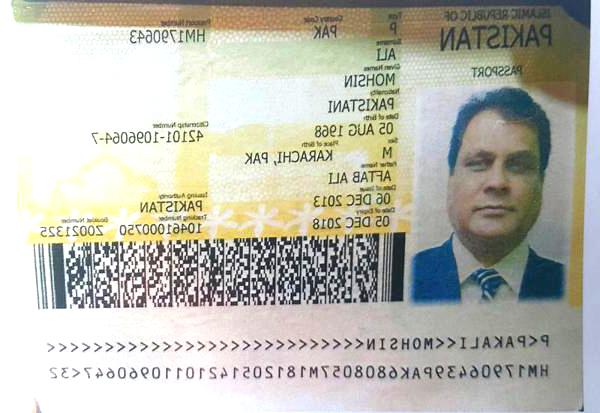 ISLAMIC REPUBLIC OF
PAKISTAN
PASSPORT
Type Country Code Passport Number
P PAK HM1790643
Surname
ALI
Given Names
MOHSIN
Nationality
PAKISTANI
Date of Birth Citizenship Number
05 AUG 1968 42101-1096064-7
Sex Place of Birth
M KARACHI, PAK
Father Name
AFTAB ALI
Date of Issue Issuing Authority
06 DEC 2013 PAKISTAN
Date of Expiry Tracking Number Booklet Number
05 DEC 2018 10461000750 Z0021325
P<PAKALI<<MOHSIN<<<<<<<<<<<<<<<<<<<<<<<<<<<<
HM17906439PAK6808057M18120514210110960647<32